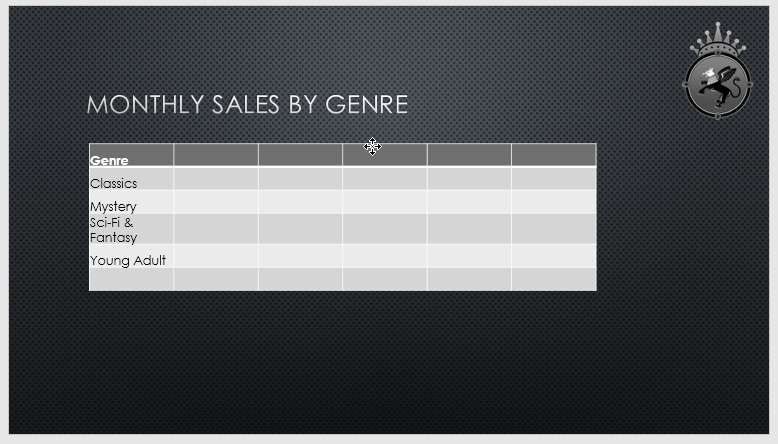 MONTHLY SALES BY GENRE
Genre
Classics
Mystery
Sci-Fi &
Fantasy
Young Adult